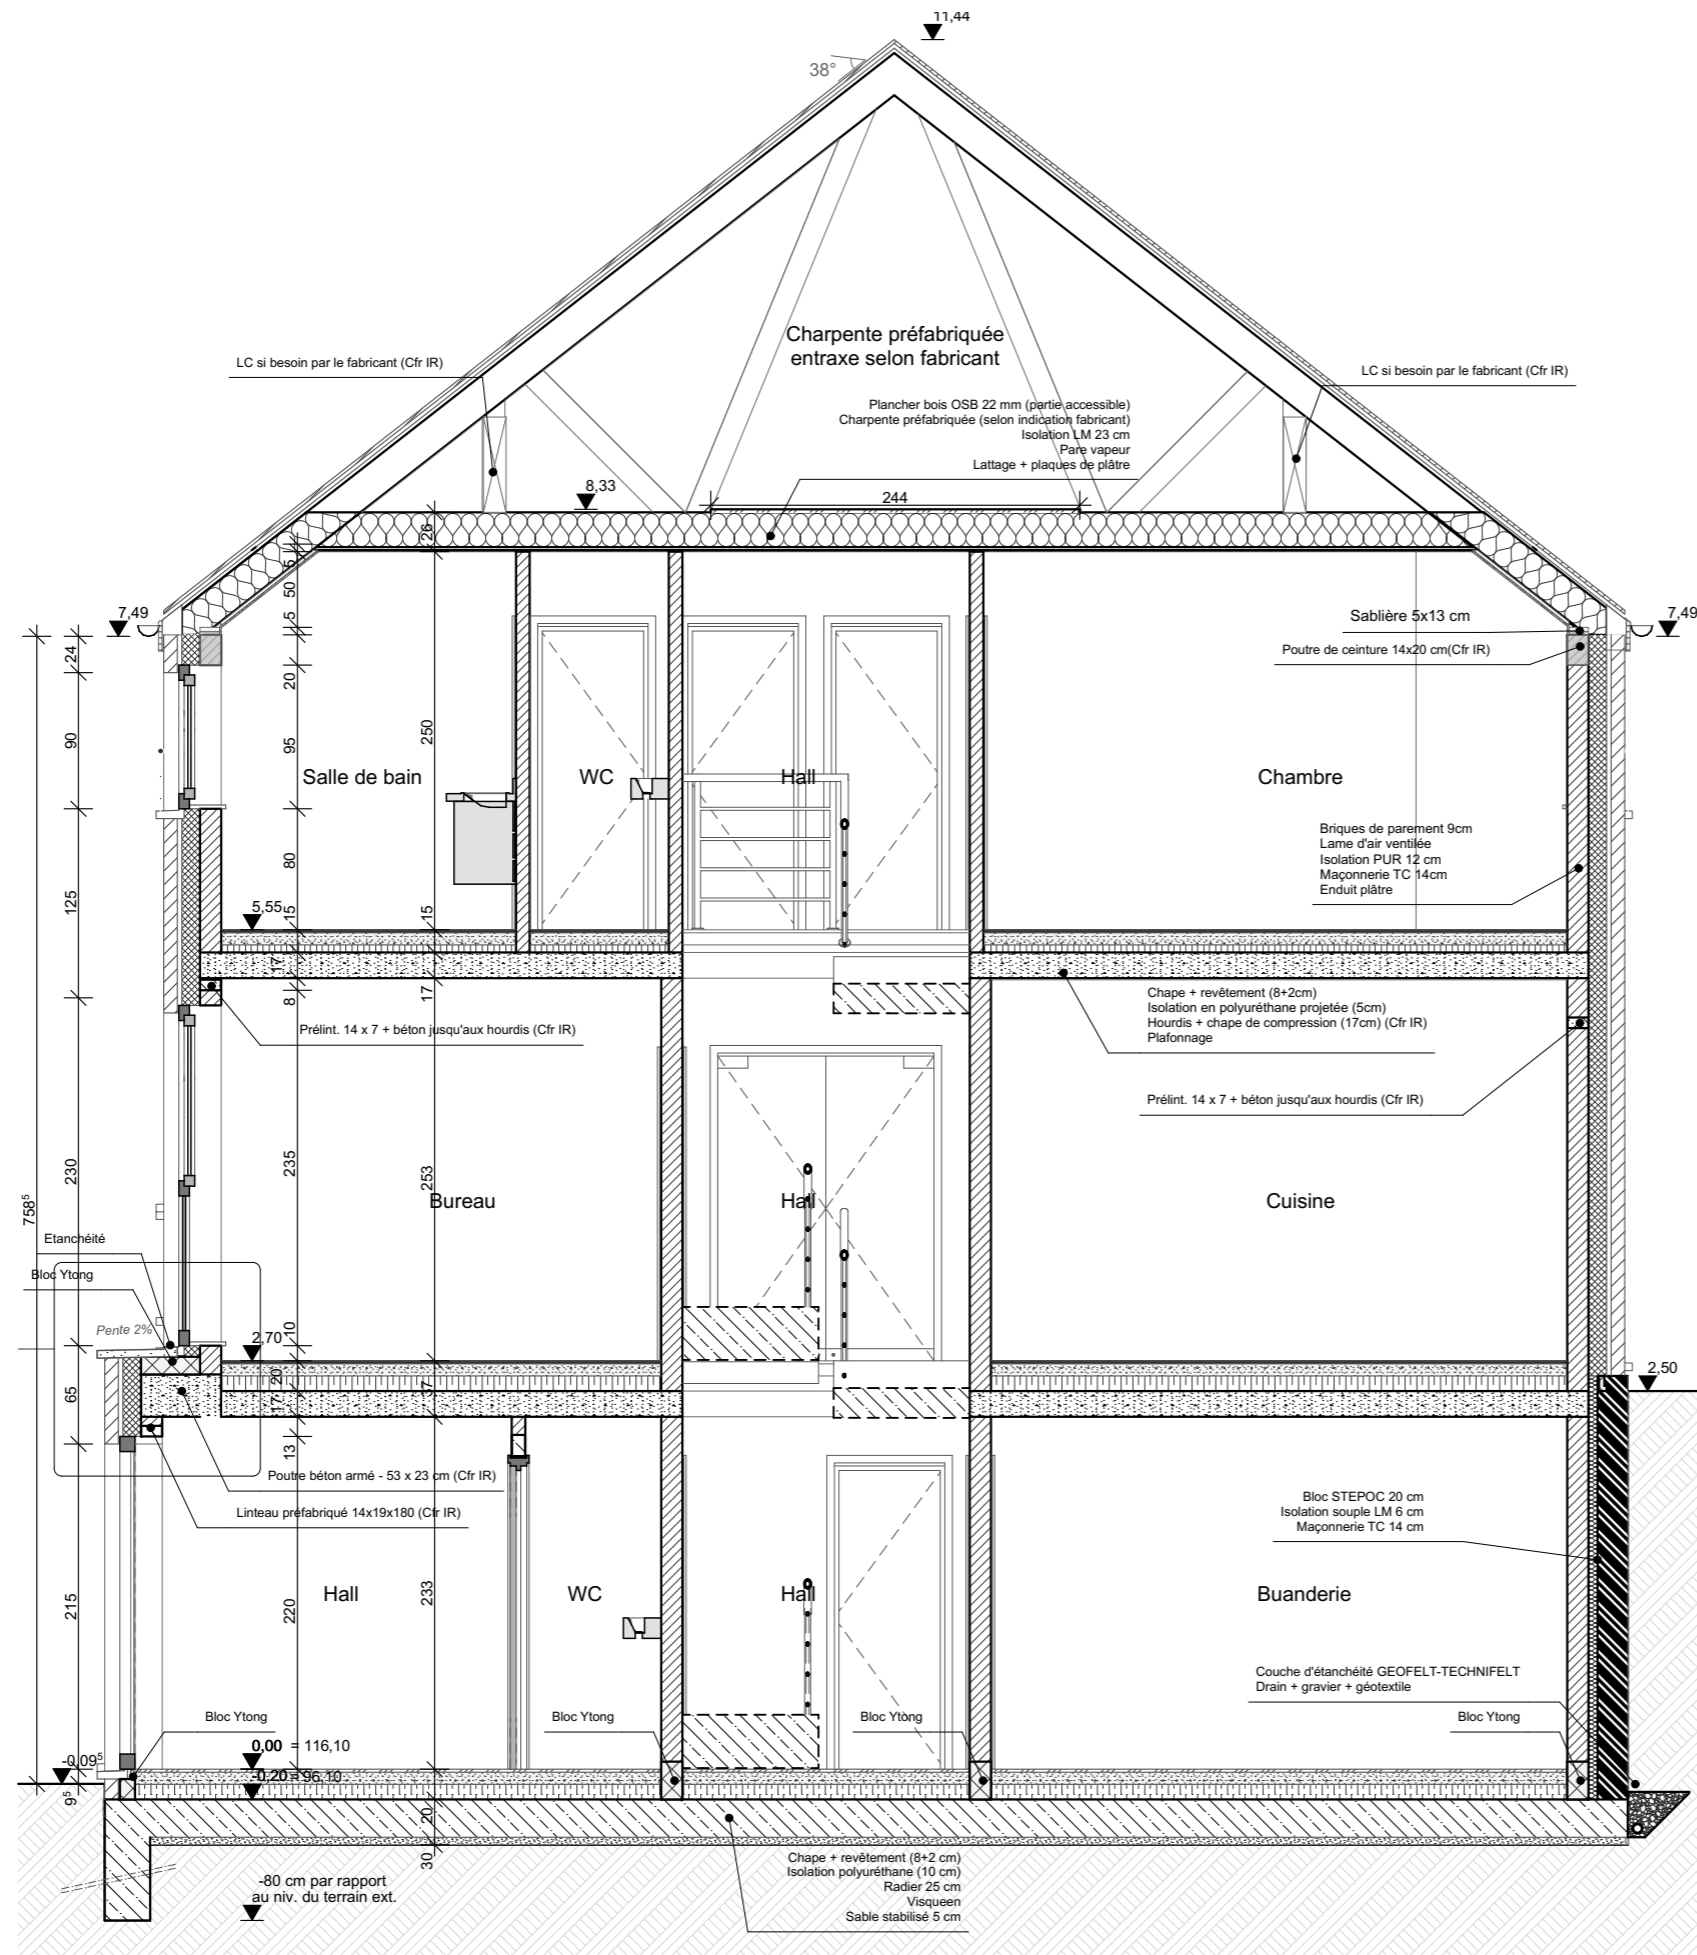 11,44
38°
Charpente préfabriquée
entraxe selon fabricant
LC si besoin par le fabricant (Cfr IR)
LC si besoin par le fabricant (Cfr IR)
Plancher bois OSB 22 mm (partie accessible)
Charpente préfabriquée (selon indication fabricant)
Isolation LM 23 cm
Pare vapeur
Lattage + plaques de plâtre
8,33
244
26
5
50
5
7,49
7,49
24
20
90
95
250
80
125
15
15
Sablière 5x13 cm
Poutre de ceinture 14x20 cm(Cfr IR)
Salle de bain
WC
Hall
Chambre
Briques de parement 9cm
Lame d'air ventilée
Isolation PUR 12 cm
Maçonnerie TC 14cm
Enduit plâtre
5,55
17
17
8
Prélint. 14 x 7 + béton jusqu'aux hourdis (Cfr IR)
Chape + revêtement (8+2cm)
Isolation en polyuréthane projetée (5cm)
Hourdis + chape de compression (17cm) (Cfr IR)
Plafonnage
Prélint. 14 x 7 + béton jusqu'aux hourdis (Cfr IR)
758⁵
230
235
253
Bureau
Hall
Cuisine
Etanchéité
Bloc Ytong
Pente 2%
2,70
10
2,50
65
20
37
17
13
Poutre béton armé - 53 x 23 cm (Cfr IR)
Linteau préfabriqué 14x19x180 (Cfr IR)
Bloc STEPOC 20 cm
Isolation souple LM 6 cm
Maçonnerie TC 14 cm
215
220
233
Hall
WC
Hall
Buanderie
Couche d'étanchéité GEOFELT-TECHNIFELT
Drain + gravier + géotextile
Bloc Ytong
Bloc Ytong
Bloc Ytong
Bloc Ytong
0,00 = 116,10
-0,09⁵
-0,20 = 96,10
9⁵
20
30
-80 cm par rapport
au niv. du terrain ext.
Chape + revêtement (8+2 cm)
Isolation polyuréthane (10 cm)
Radier 25 cm
Visqueen
Sable stabilisé 5 cm